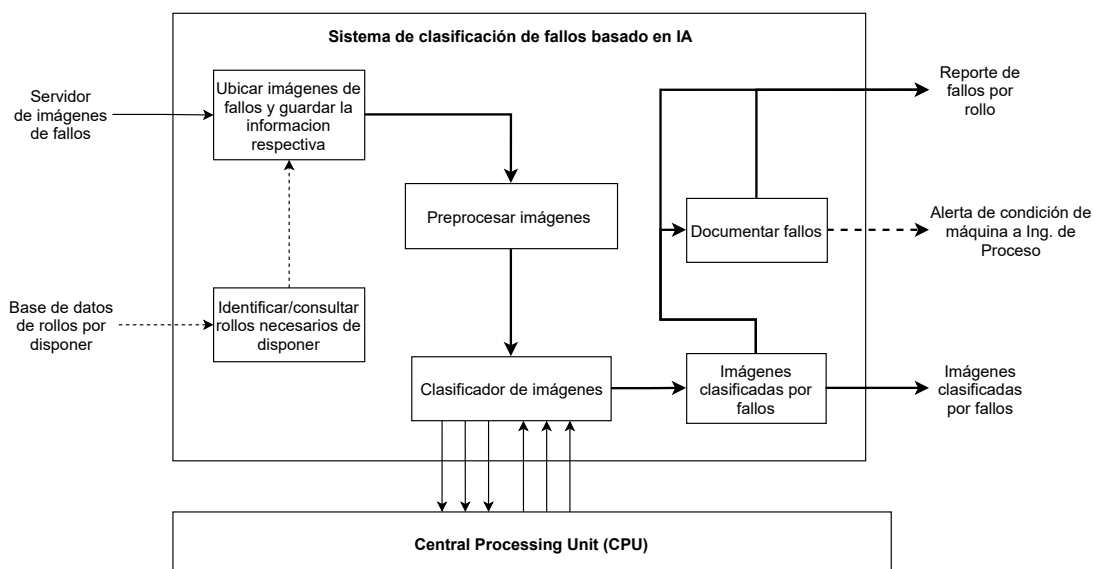 Sistema de clasificación de fallos basado en IA
Servidor
de imágenes
de fallos
Ubicar imágenes de
fallos y guardar la
informacion
respectiva
Reporte de
fallos por
rollo
Preprocesar imágenes
Documentar fallos
Alerta de condición de
máquina a Ing. de
Proceso
Base de datos
de rollos por
disponer
Identificar/consultar
rollos necesarios de
disponer
Clasificador de imágenes
Imágenes
clasificadas por
fallos
Imágenes
clasificadas
por fallos
Central Processing Unit (CPU)